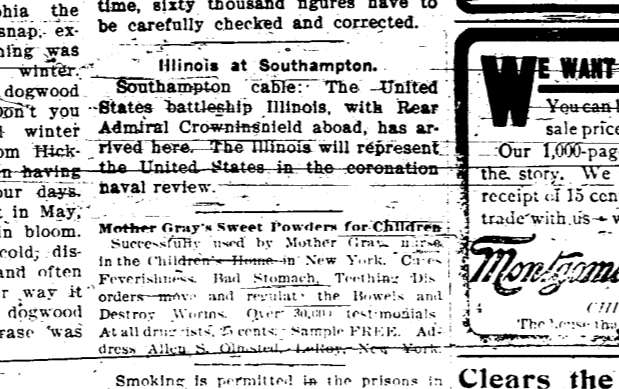 phia the
snap, ex-
ning was
winter.
dogwood
Don't you
winter
om Hick-
n having
our days.
t in May,
in bloom.
cold; dis-
and often
r way it
dogwood
rase was
time, sixty thousand figures have to
be carefully checked and corrected.
Illinois at Southampton.
Southampton cable: The United
States battleship Illinois, with Rear
Admiral Crowninsnield aboad, has ar-
rived here. The Illinois will represent
the United States in the coronation
naval review.
Mother Gray's Sweet Powders for Children
Successfully used by Mother Gray, nurse
in the Children's Home in New York. Cures
Feverishness, Bad Stomach, Teething Dis
orders move and regulate the Bowels and
Destroy Worms. Over 30,000 testimonials
At all druggists, 25 cents. Sample FREE. Ad-
dress Allen S. Olmsted, LeRoy, New York.
Smoking is permitted in the prisons in
WE WANT
You can b
sale price
Our 1,000-pag
the story. We
receipt of 15 cen
trade with us - w
Montgome
CHI
The house tha
Clears the